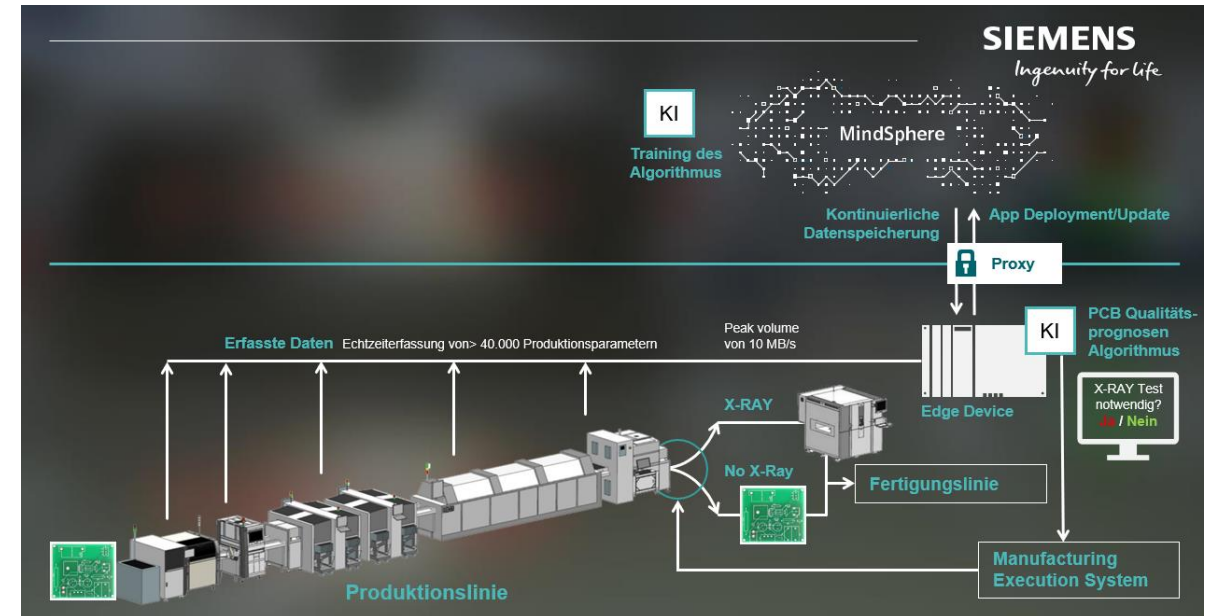 SIEMENS
Ingenuity for life
KI
MindSphere
Training des
Algorithmus
Kontinuierliche
Datenspeicherung
App Deployment/Update
Proxy
Erfasste Daten Echtzeiterfassung von> 40.000 Produktionsparametern
Peak volume
von 10 MB/s
KI
PCB Qualitäts-
prognosen
Algorithmus
Edge Device
X-RAY Test
notwendig?
Ja / Nein
X-RAY
No X-Ray
Fertigungslinie
Manufacturing
Execution System
Produktionslinie